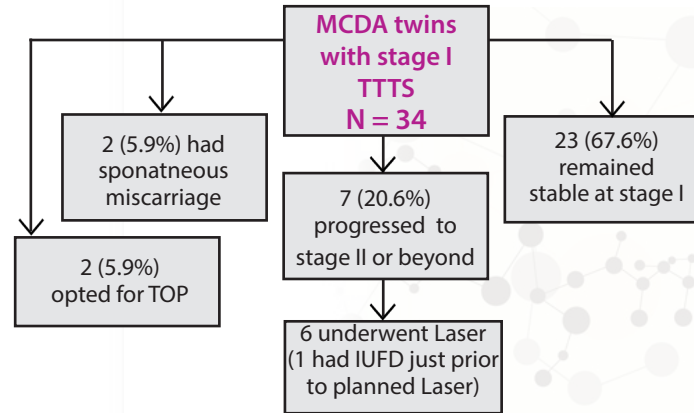 MCDA twins
with stage I
TTTS
N = 34
2 (5.9%) had
sponatneous
miscarriage
23 (67.6%)
remained
stable at stage I
7 (20.6%)
progressed to
stage II or beyond
2 (5.9%)
opted for TOP
6 underwent Laser
(1 had IUFD just prior
to planned Laser)